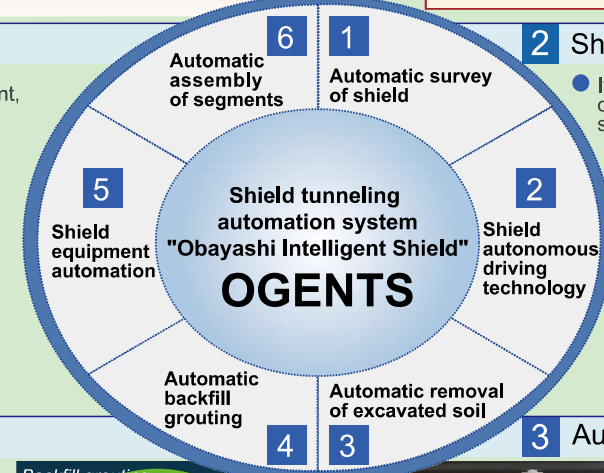 6
Automatic
assembly
of segments
1
Automatic survey
of shield
2 Sh
nt,
5
Shield
equipment
automation
Shield tunneling
automation system
"Obayashi Intelligent Shield"
OGENTS
2
Shield
autonomous
driving
technology
Automatic
backfill
grouting
4
Automatic removal
of excavated soil
3
3 Au